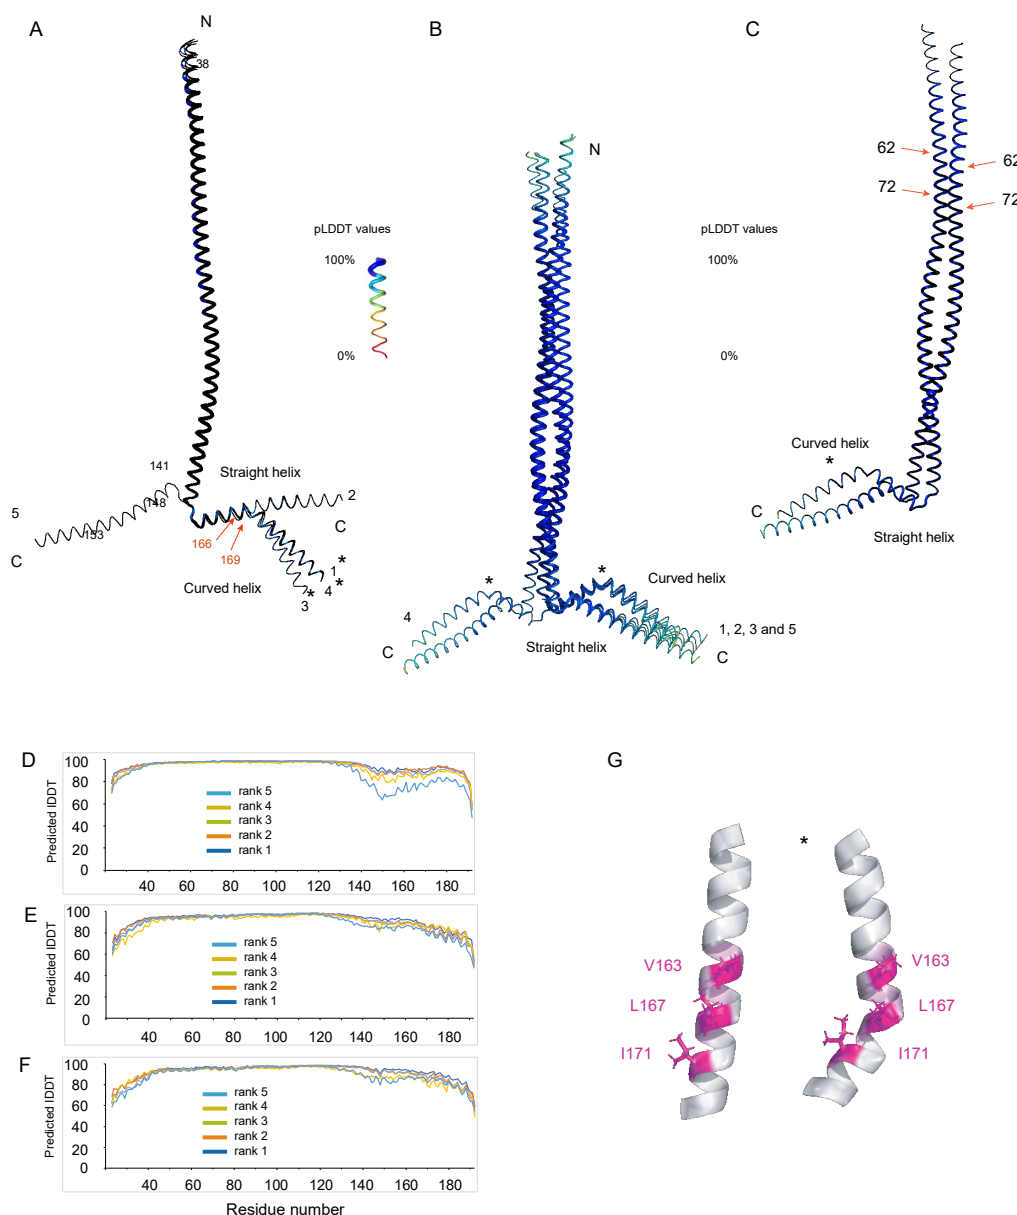 A
N
38
141
148
153
5
C
Straight helix
2
C
166
169
Curved helix
1
*
4
*
3
*
pLDDT values
100%
0%
B
N
*
4
C
Straight helix
*
Curved helix
1, 2, 3 and 5
C
pLDDT values
100%
0%
C
62
62
72
72
Curved helix
*
C
Straight helix
D
Predicted lDDT
100
80
60
40
20
0
rank 5
rank 4
rank 3
rank 2
rank 1
40 60 80 100 120 140 160 180
E
Predicted lDDT
100
80
60
40
20
0
rank 5
rank 4
rank 3
rank 2
rank 1
40 60 80 100 120 140 160 180
F
Predicted lDDT
100
80
60
40
20
0
rank 5
rank 4
rank 3
rank 2
rank 1
40 60 80 100 120 140 160 180
Residue number
G
*
V163
L167
I171
V163
L167
I171